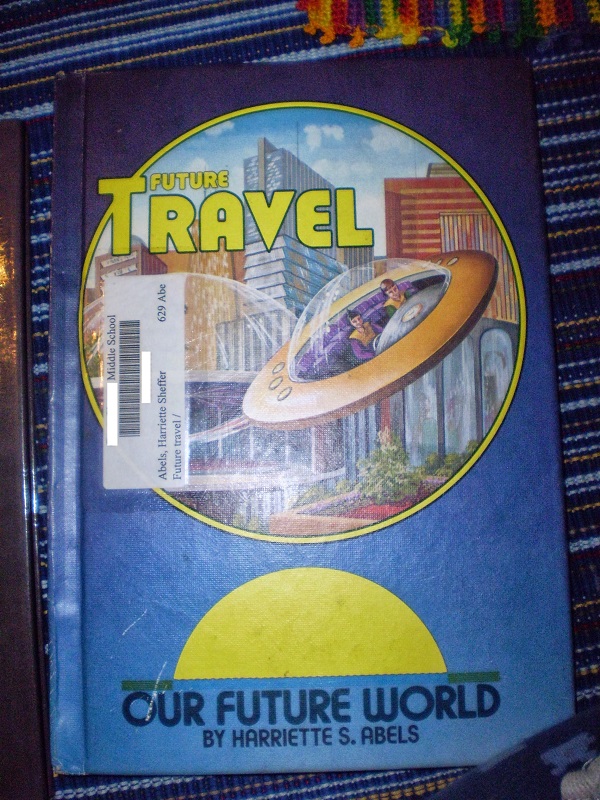 FUTURE
TRAVEL
Middle School
629 Abe
Abels, Harriette Sheffer
Future travel /
OUR FUTURE WORLD
BY HARRIETTE S. ABELS